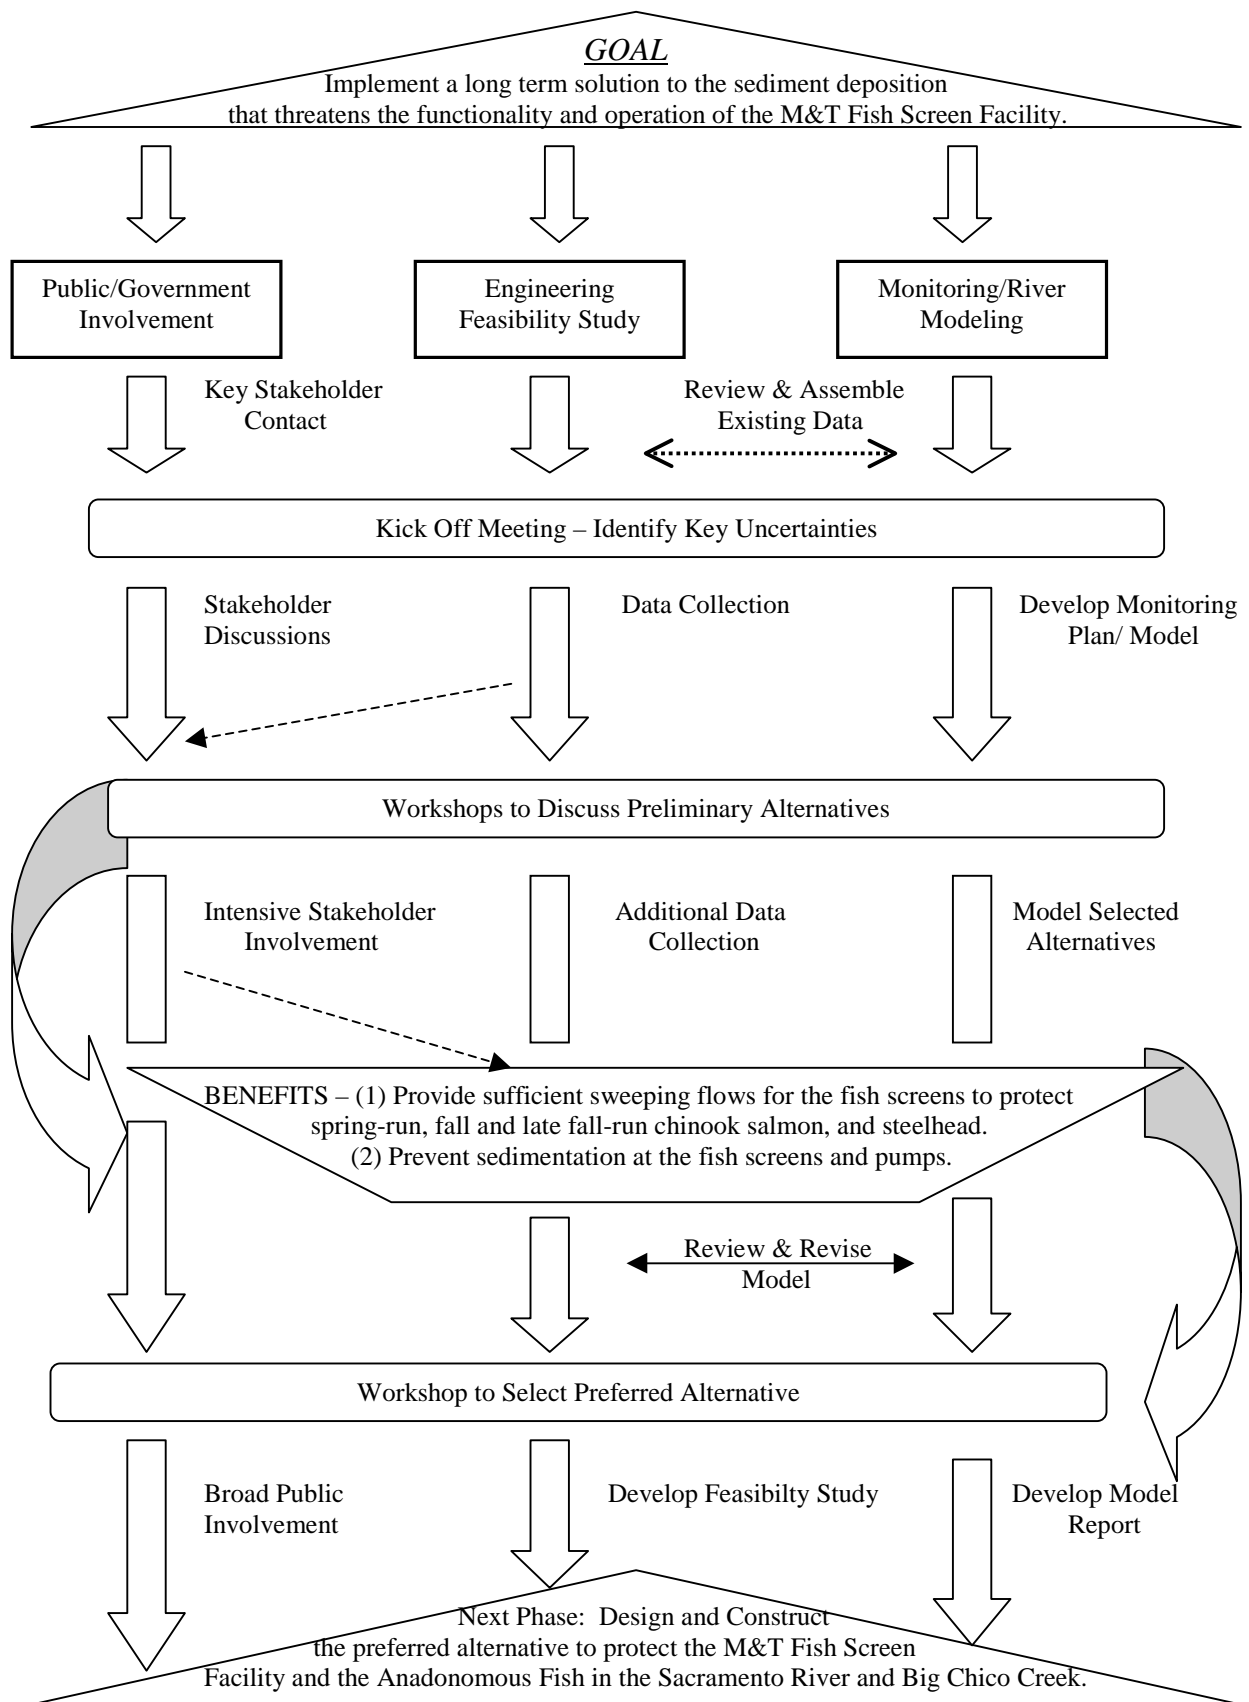 GOAL
Implement a long term solution to the sediment deposition
that threatens the functionality and operation of the M&T Fish Screen Facility.
Public/Government
Involvement
Engineering
Feasibility Study
Monitoring/River
Modeling
Key Stakeholder
Contact
Review & Assemble
Existing Data
Kick Off Meeting – Identify Key Uncertainties
Stakeholder
Discussions
Data Collection
Develop Monitoring
Plan/ Model
Workshops to Discuss Preliminary Alternatives
Intensive Stakeholder
Involvement
Additional Data
Collection
Model Selected
Alternatives
BENEFITS – (1) Provide sufficient sweeping flows for the fish screens to protect
spring-run, fall and late fall-run chinook salmon, and steelhead.
(2) Prevent sedimentation at the fish screens and pumps.
Review & Revise
Model
Workshop to Select Preferred Alternative
Broad Public
Involvement
Develop Feasibilty Study
Develop Model
Report
Next Phase:  Design and Construct
the preferred alternative to protect the M&T Fish Screen
Facility and the Anadonomous Fish in the Sacramento River and Big Chico Creek.